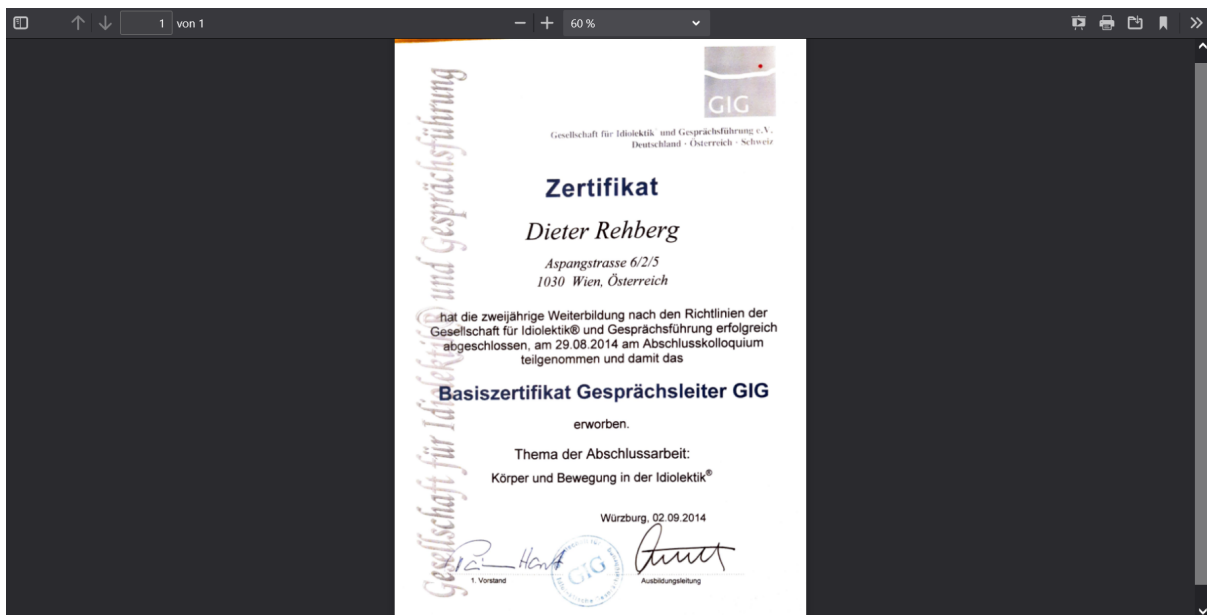 1 von 1
60 %
GIG
Gesellschaft für Idiolektik und Gesprächsführung e.V.
Deutschland · Österreich · Schweiz
Gesellschaft für Idiolektik® und Gesprächsführung
Zertifikat
Dieter Rehberg
Aspangstrasse 6/2/5
1030 Wien, Österreich
hat die zweijährige Weiterbildung nach den Richtlinien der
Gesellschaft für Idiolektik® und Gesprächsführung erfolgreich
abgeschlossen, am 29.08.2014 am Abschlusskolloquium
teilgenommen und damit das
Basiszertifikat Gesprächsleiter GIG
erworben.
Thema der Abschlussarbeit:
Körper und Bewegung in der Idiolektik®
Würzburg, 02.09.2014
GIG
1. Vorstand
Ausbildungsleitung